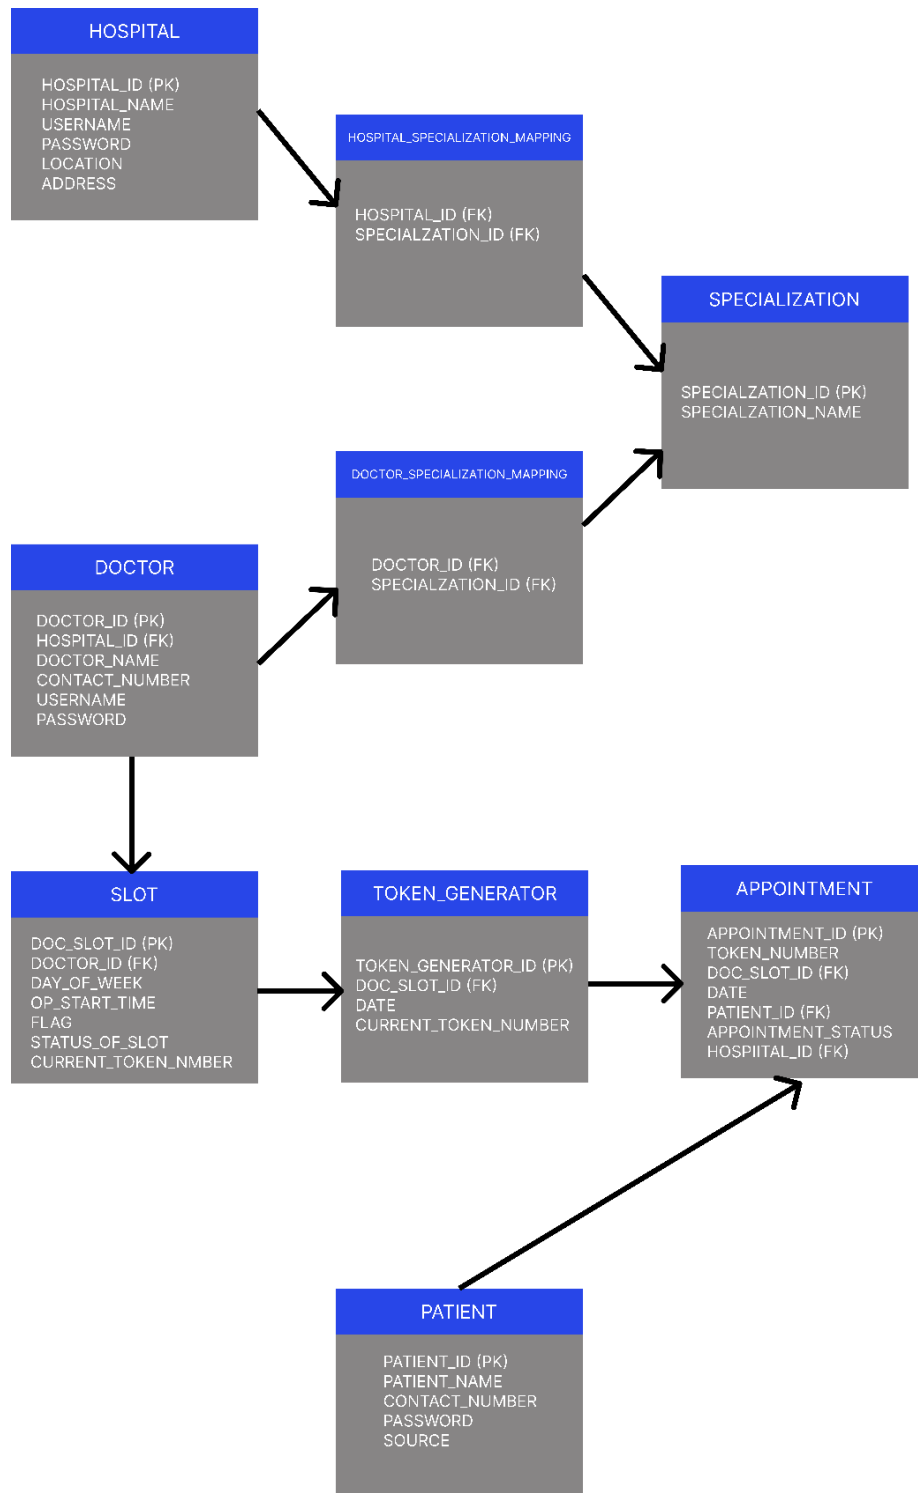 HOSPITAL
HOSPITAL_ID (PK)
HOSPITAL_NAME
USERNAME
PASSWORD
LOCATION
ADDRESS
HOSPITAL_SPECIALIZATION_MAPPING
HOSPITAL_ID (FK)
SPECIALZATION_ID (FK)
SPECIALIZATION
SPECIALZATION_ID (PK)
SPECIALZATION_NAME
DOCTOR_SPECIALIZATION_MAPPING
DOCTOR_ID (FK)
SPECIALZATION_ID (FK)
DOCTOR
DOCTOR_ID (PK)
HOSPITAL_ID (FK)
DOCTOR_NAME
CONTACT_NUMBER
USERNAME
PASSWORD
SLOT
DOC_SLOT_ID (PK)
DOCTOR_ID (FK)
DAY_OF_WEEK
OP_START_TIME
FLAG
STATUS_OF_SLOT
CURRENT_TOKEN_NMBER
TOKEN_GENERATOR
TOKEN_GENERATOR_ID (PK)
DOC_SLOT_ID (FK)
DATE
CURRENT_TOKEN_NUMBER
APPOINTMENT
APPOINTMENT_ID (PK)
TOKEN_NUMBER
DOC_SLOT_ID (FK)
DATE
PATIENT_ID (FK)
APPOINTMENT_STATUS
HOSPIITAL_ID (FK)
PATIENT
PATIENT_ID (PK)
PATIENT_NAME
CONTACT_NUMBER
PASSWORD
SOURCE